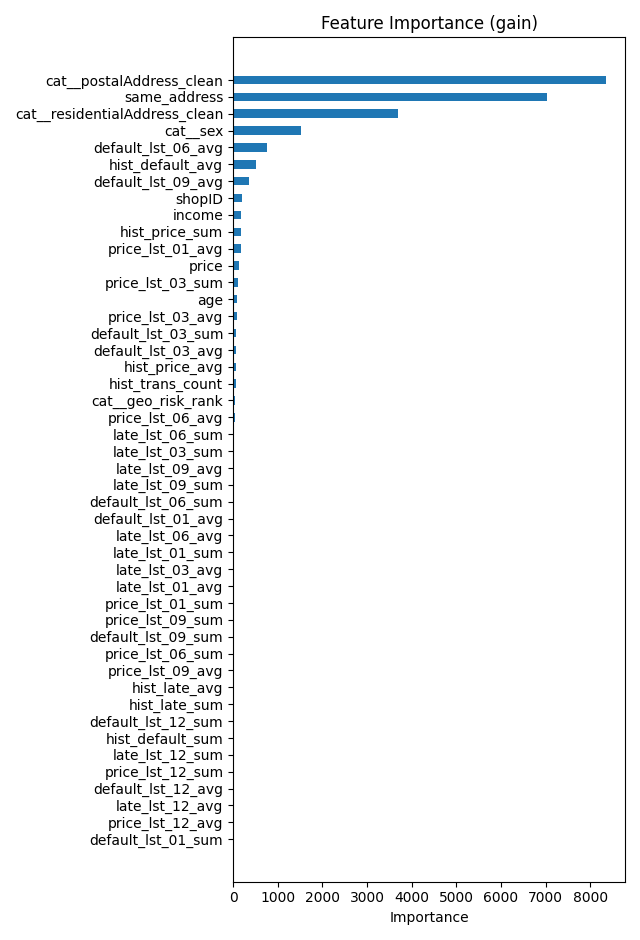 Feature Importance (gain)
cat__postalAddress_clean
same_address
cat__residentialAddress_clean
cat__sex
default_lst_06_avg
hist_default_avg
default_lst_09_avg
shopID
income
hist_price_sum
price_lst_01_avg
price
price_lst_03_sum
age
price_lst_03_avg
default_lst_03_sum
default_lst_03_avg
hist_price_avg
hist_trans_count
cat__geo_risk_rank
price_lst_06_avg
late_lst_06_sum
late_lst_03_sum
late_lst_09_avg
late_lst_09_sum
default_lst_06_sum
default_lst_01_avg
late_lst_06_avg
late_lst_01_sum
late_lst_03_avg
late_lst_01_avg
price_lst_01_sum
price_lst_09_sum
default_lst_09_sum
price_lst_06_sum
price_lst_09_avg
hist_late_avg
hist_late_sum
default_lst_12_sum
hist_default_sum
late_lst_12_sum
price_lst_12_sum
default_lst_12_avg
late_lst_12_avg
price_lst_12_avg
default_lst_01_sum
0 1000 2000 3000 4000 5000 6000 7000 8000
Importance